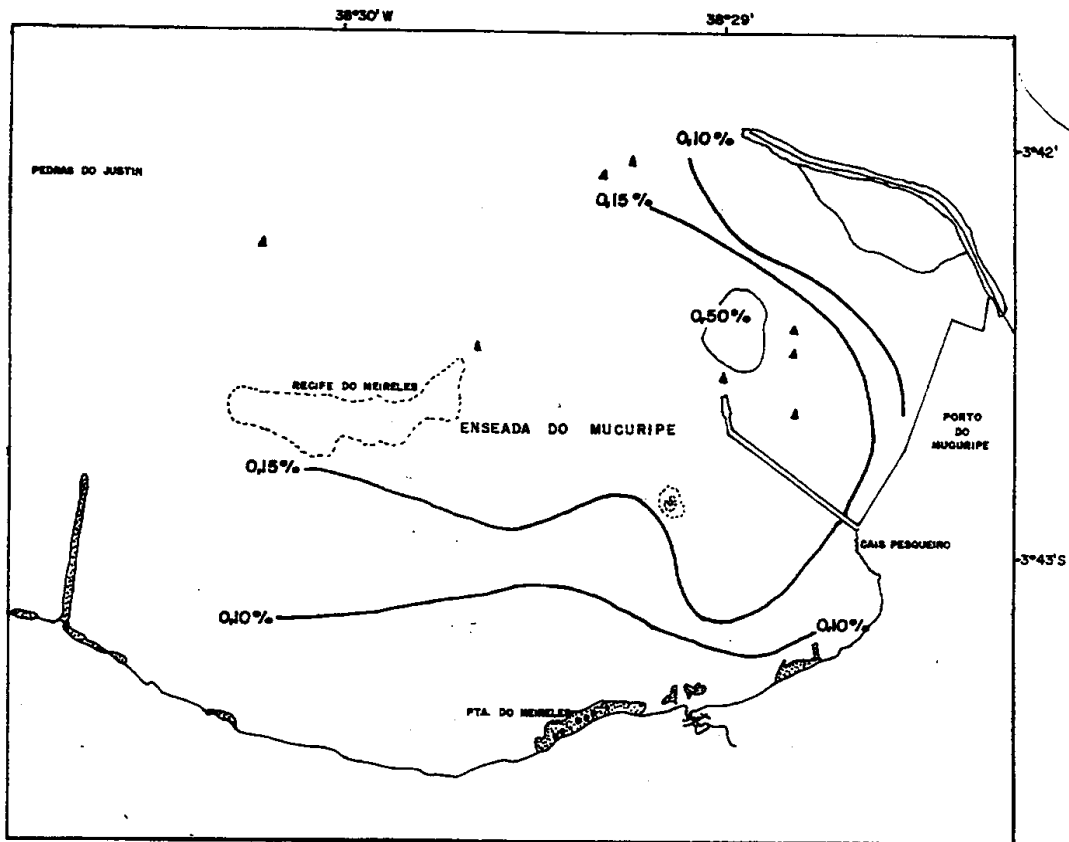 38°30' W
38°29'
0,10%
3°42'
PEDRAS DO JUSTIN
0,15%
0,50%
RECIFE DO MEIRELES
ENSEADA DO MUCURIPE
PORTO
DO
MUCURIPE
0,15%
CAIS PESQUEIRO
3°43'S
0,10%
0,10%
PTA. DO MEIRELES